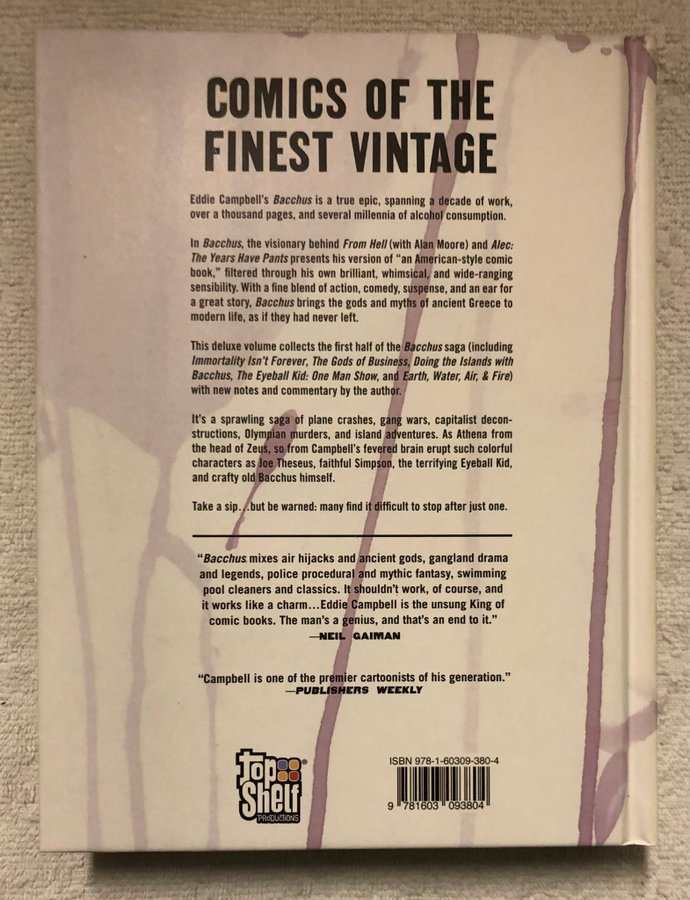 COMICS OF THE
FINEST VINTAGE
Eddie Campbell's Bacchus is a true epic, spanning a decade of work,
over a thousand pages, and several millennia of alcohol consumption.
In Bacchus, the visionary behind From Hell (with Alan Moore) and Alec:
The Years Have Pants presents his version of "an American-style comic
book," filtered through his own brilliant, whimsical, and wide-ranging
sensibility. With a fine blend of action, comedy, suspense, and an ear for
a great story, Bacchus brings the gods and myths of ancient Greece to
modern life, as if they had never left.
This deluxe volume collects the first half of the Bacchus saga (including
Immortality Isn't Forever, The Gods of Business, Doing the Islands with
Bacchus, The Eyeball Kid: One Man Show, and Earth, Water, Air, & Fire)
with new notes and commentary by the author.
It's a sprawling saga of plane crashes, gang wars, capitalist decon-
structions, Olympian murders, and island adventures. As Athena from
the head of Zeus, so from Campbell's fevered brain erupt such colorful
characters as Joe Theseus, faithful Simpson, the terrifying Eyeball Kid,
and crafty old Bacchus himself.
Take a sip...but be warned: many find it difficult to stop after just one.
"Bacchus mixes air hijacks and ancient gods, gangland drama
and legends, police procedural and mythic fantasy, swimming
pool cleaners and classics. It shouldn't work, of course, and
it works like a charm...Eddie Campbell is the unsung King of
comic books. The man's a genius, and that's an end to it."
—NEIL GAIMAN
"Campbell is one of the premier cartoonists of his generation."
—PUBLISHERS WEEKLY
Top
Shelf®
PRODUCTIONS
ISBN 978-1-60309-380-4
9 781603 093804